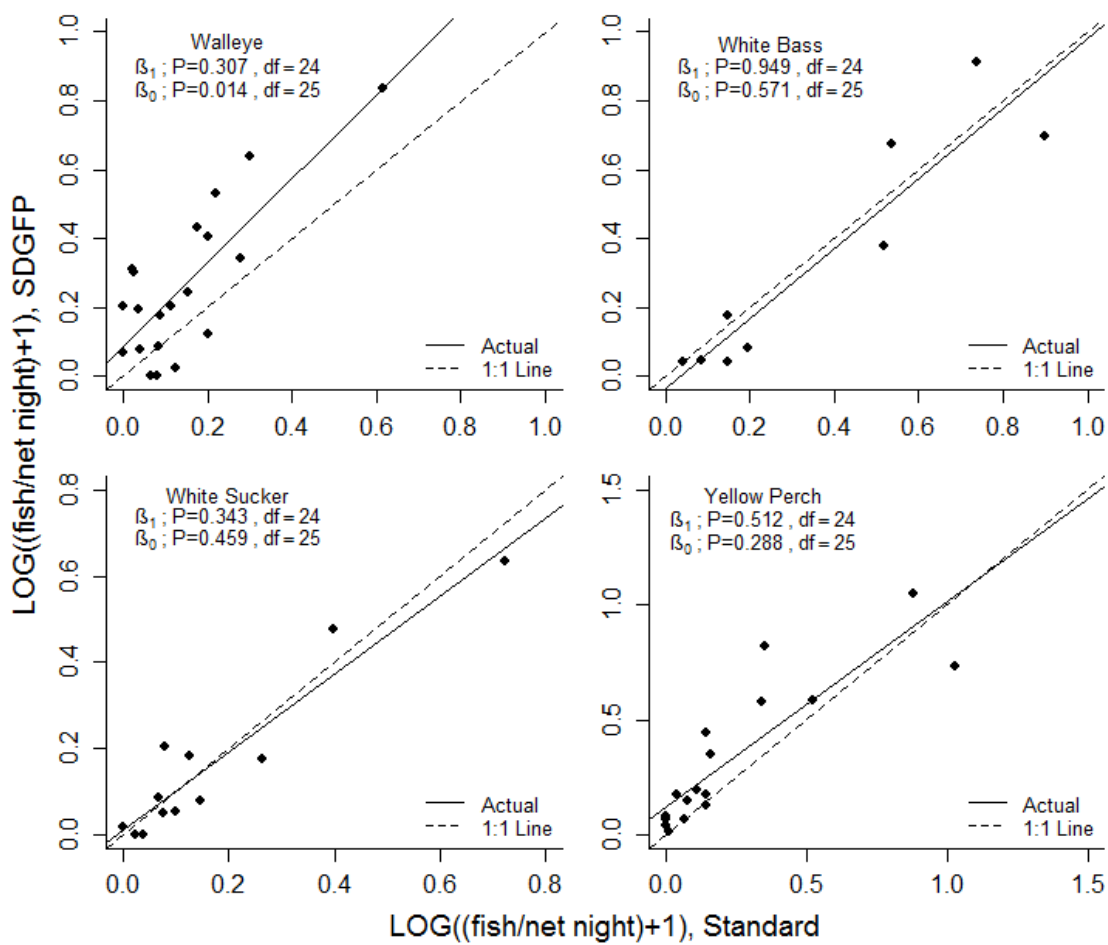 LOG((fish/net night)+1), SDGFP
Walleye
ß1 ; P=0.307 , df = 24
ß0 ; P=0.014 , df = 25
Actual
1:1 Line
0.0 0.2 0.4 0.6 0.8 1.0
0.0 0.2 0.4 0.6 0.8 1.0
White Bass
ß1 ; P=0.949 , df = 24
ß0 ; P=0.571 , df = 25
Actual
1:1 Line
0.0 0.2 0.4 0.6 0.8 1.0
0.0 0.2 0.4 0.6 0.8 1.0
White Sucker
ß1 ; P=0.343 , df = 24
ß0 ; P=0.459 , df = 25
Actual
1:1 Line
0.0 0.2 0.4 0.6 0.8
0.0 0.2 0.4 0.6 0.8
Yellow Perch
ß1 ; P=0.512 , df = 24
ß0 ; P=0.288 , df = 25
Actual
1:1 Line
0.0 0.5 1.0 1.5
0.0 0.5 1.0 1.5
LOG((fish/net night)+1), Standard